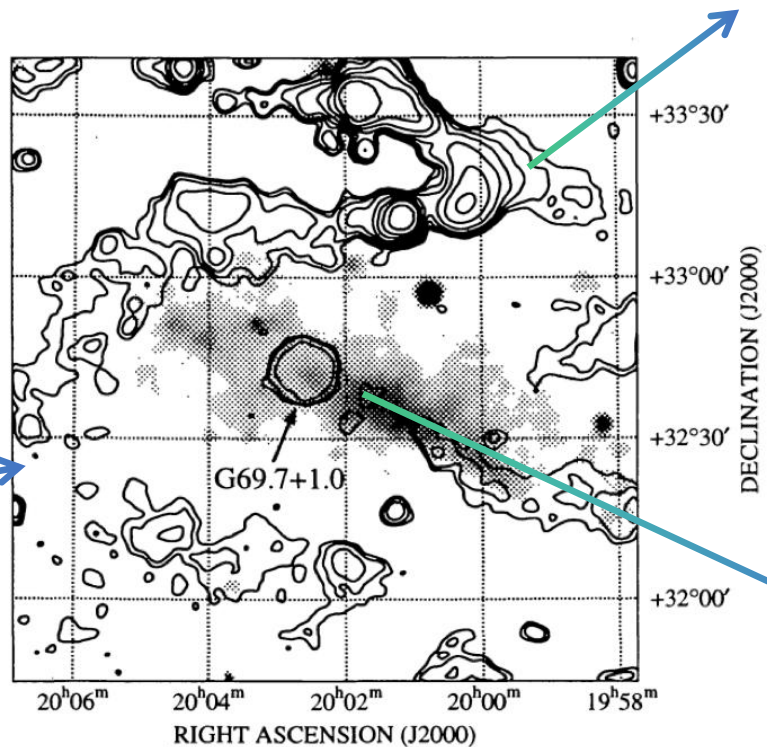 +33°30′
+33°00′
G69.7+1.0
+32°30′
+32°00′
DECLINATION (J2000)
20ʰ06ᵐ 20ʰ04ᵐ 20ʰ02ᵐ 20ʰ00ᵐ 19ʰ58ᵐ
RIGHT ASCENSION (J2000)